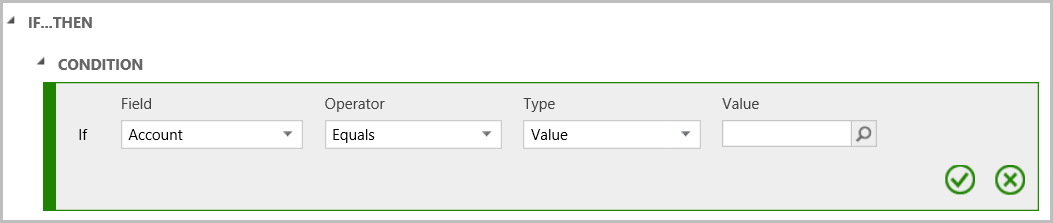 IF...THEN
CONDITION
Field Operator Type Value
If Account Equals Value